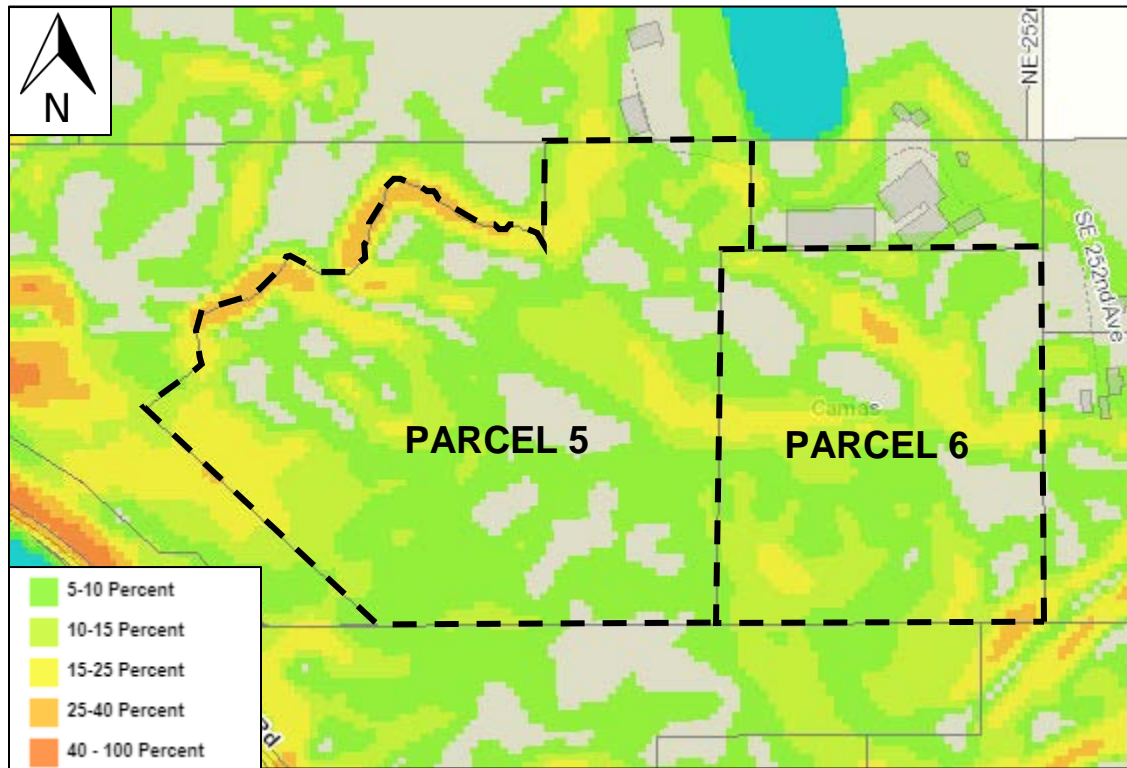 N
NE 252n
SE 252nd Ave
Camas
PARCEL 5
PARCEL 6
5-10 Percent
10-15 Percent
15-25 Percent
25-40 Percent
40 - 100 Percent